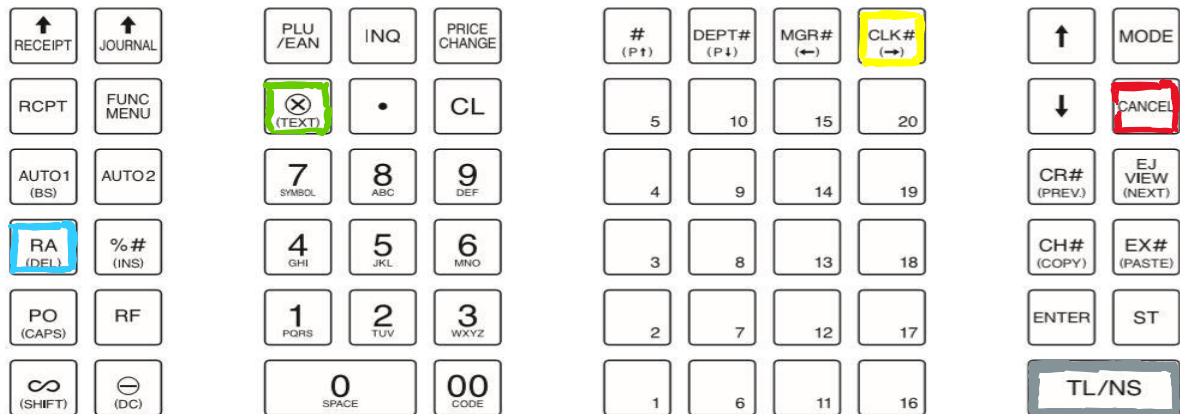 RECEIPT JOURNAL PLU /EAN INQ PRICE CHANGE # (P↑) DEPT# (P↓) MGR# (←) CLK# (→) ↑ MODE
RCPT FUNC MENU ⊗ (TEXT) • CL 5 10 15 20 ↓ CANCEL
AUTO1 (BS) AUTO2 7 SYMBOL 8 ABC 9 DEF 4 9 14 19 CR# (PREV.) EJ VIEW (NEXT)
RA (DEL) %# (INS) 4 GHI 5 JKL 6 MNO 3 8 13 18 CH# (COPY) EX# (PASTE)
PO (CAPS) RF 1 PQRS 2 TUV 3 WXYZ 2 7 12 17 ENTER ST
∞ (SHIFT) ⊖ (DC) 0 SPACE 00 CODE 1 6 11 16 TL/NS